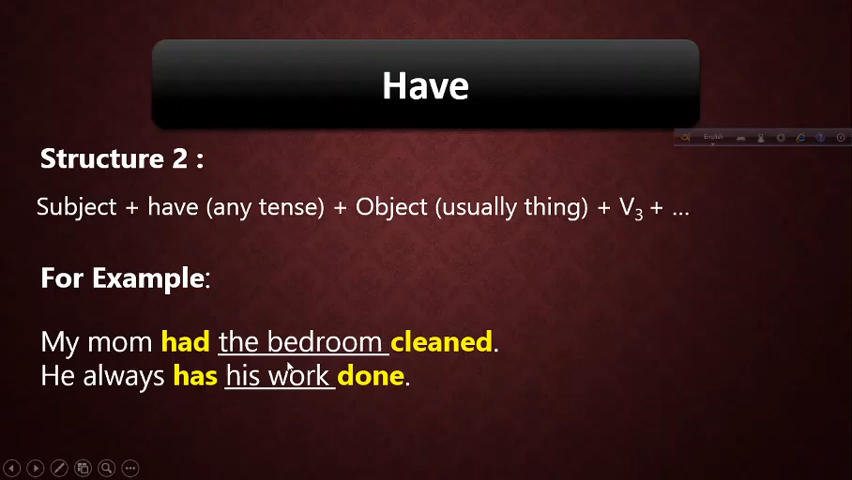 Have
English
Structure 2 :
Subject + have (any tense) + Object (usually thing) + V3 + ...
For Example:
My mom had the bedroom cleaned.
He always has his work done.